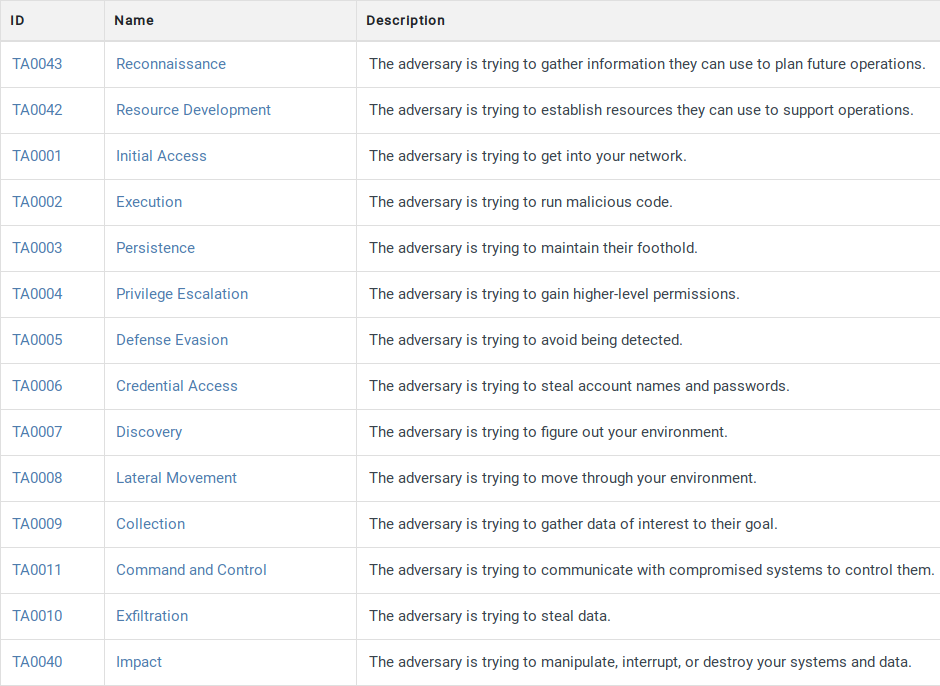 ID Name Description
TA0043 Reconnaissance The adversary is trying to gather information they can use to plan future operations.
TA0042 Resource Development The adversary is trying to establish resources they can use to support operations.
TA0001 Initial Access The adversary is trying to get into your network.
TA0002 Execution The adversary is trying to run malicious code.
TA0003 Persistence The adversary is trying to maintain their foothold.
TA0004 Privilege Escalation The adversary is trying to gain higher-level permissions.
TA0005 Defense Evasion The adversary is trying to avoid being detected.
TA0006 Credential Access The adversary is trying to steal account names and passwords.
TA0007 Discovery The adversary is trying to figure out your environment.
TA0008 Lateral Movement The adversary is trying to move through your environment.
TA0009 Collection The adversary is trying to gather data of interest to their goal.
TA0011 Command and Control The adversary is trying to communicate with compromised systems to control them.
TA0010 Exfiltration The adversary is trying to steal data.
TA0040 Impact The adversary is trying to manipulate, interrupt, or destroy your systems and data.